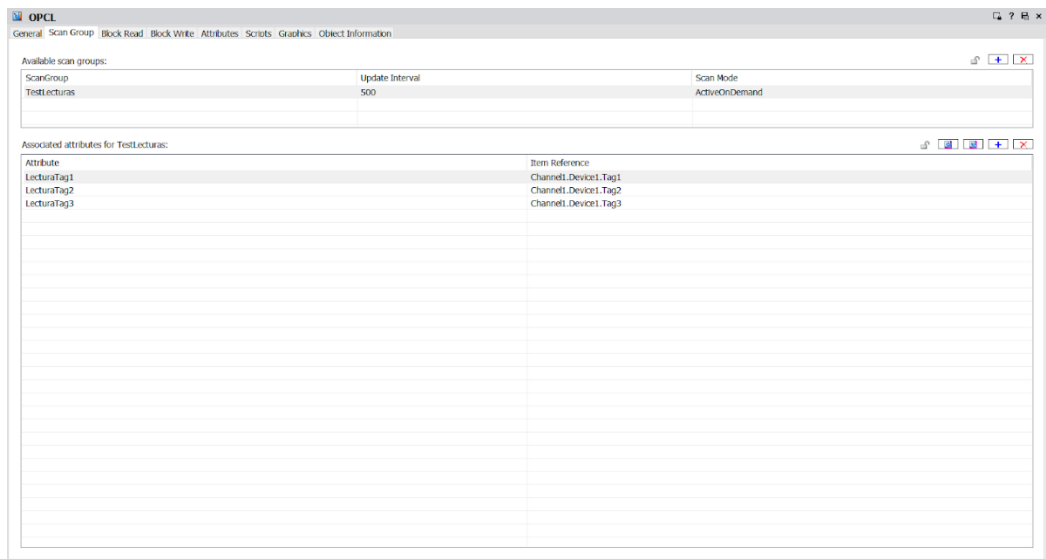 OPCL
General Scan Group Block Read Block Write Attributes Scripts Graphics Object Information
Available scan groups:
ScanGroup Update Interval Scan Mode
TestLecturas 500 ActiveOnDemand
Associated attributes for TestLecturas:
Attribute Item Reference
LecturaTag1 Channel1.Device1.Tag1
LecturaTag2 Channel1.Device1.Tag2
LecturaTag3 Channel1.Device1.Tag3